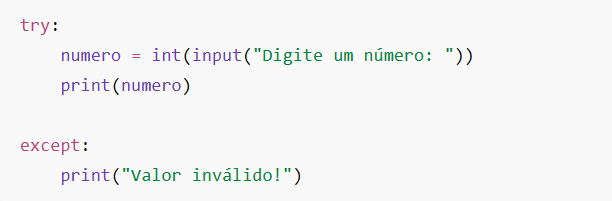 try:
    numero = int(input("Digite um número: "))
    print(numero)

except:
    print("Valor inválido!")